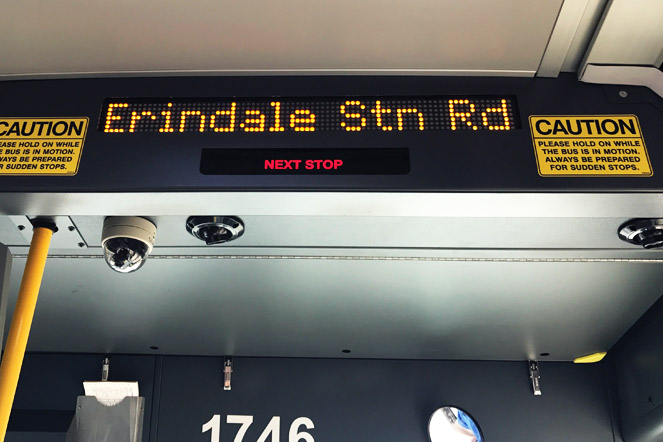 Erindale Stn Rd
NEXT STOP
CAUTION
PLEASE HOLD ON WHILE
THE BUS IS IN MOTION.
ALWAYS BE PREPARED
FOR SUDDEN STOPS.
CAUTION
PLEASE HOLD ON WHILE
THE BUS IS IN MOTION.
ALWAYS BE PREPARED
FOR SUDDEN STOPS.
1746